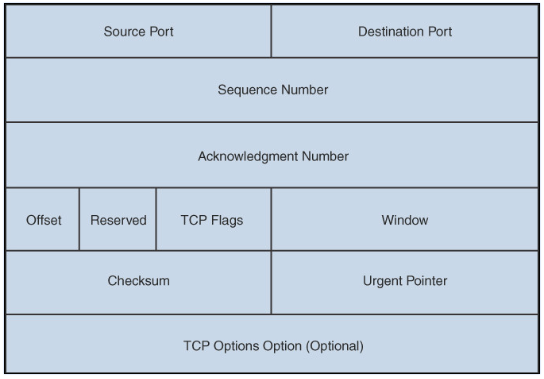 Source Port
Destination Port
Sequence Number
Acknowledgment Number
Offset
Reserved
TCP Flags
Window
Checksum
Urgent Pointer
TCP Options Option (Optional)